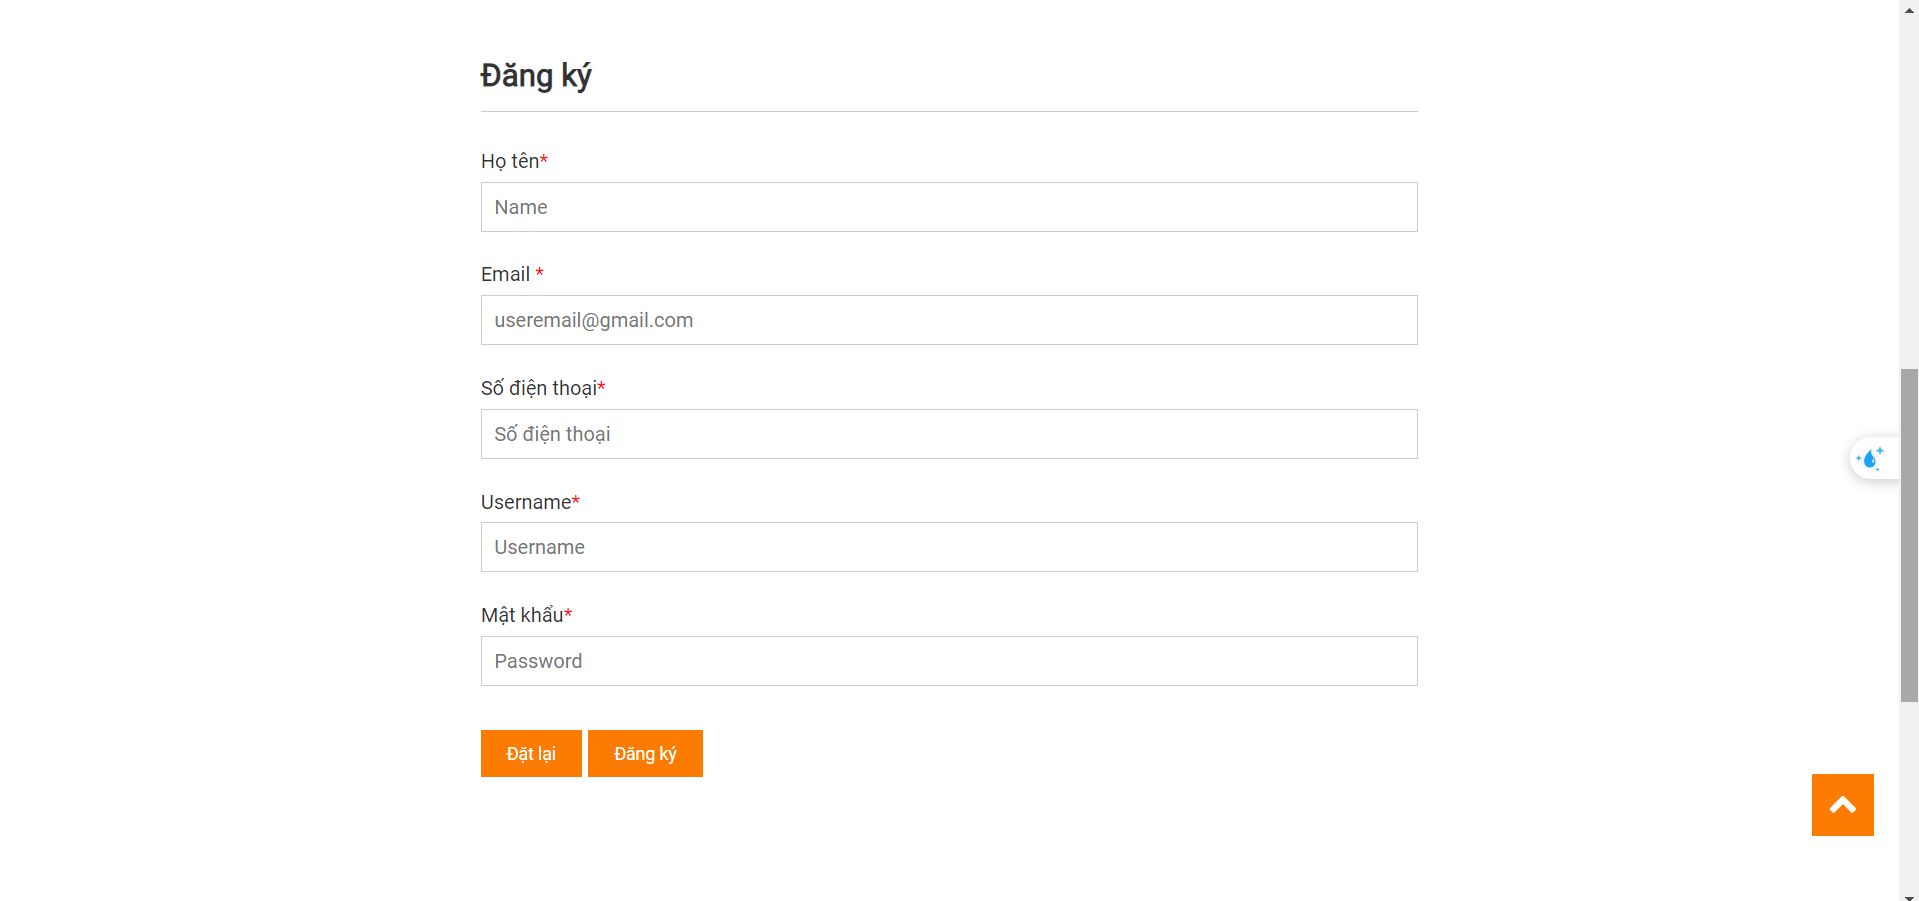 Đăng ký
Họ tên*
Name
Email *
useremail@gmail.com
Số điện thoại*
Số điện thoại
Username*
Username
Mật khẩu*
Password
Đặt lại Đăng ký